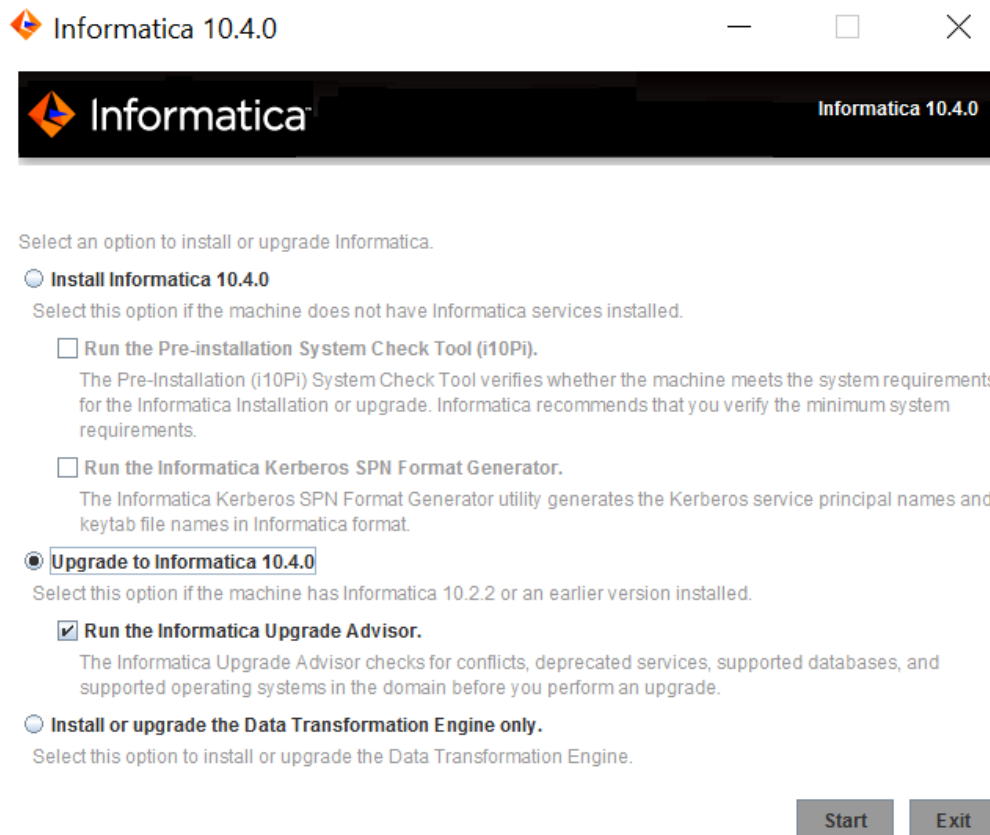 Informatica 10.4.0
Informatica
Informatica 10.4.0
Select an option to install or upgrade Informatica.
Install Informatica 10.4.0
Select this option if the machine does not have Informatica services installed.
Run the Pre-installation System Check Tool (i10Pi).
The Pre-Installation (i10Pi) System Check Tool verifies whether the machine meets the system requirements
for the Informatica Installation or upgrade. Informatica recommends that you verify the minimum system
requirements.
Run the Informatica Kerberos SPN Format Generator.
The Informatica Kerberos SPN Format Generator utility generates the Kerberos service principal names and
keytab file names in Informatica format.
Upgrade to Informatica 10.4.0
Select this option if the machine has Informatica 10.2.2 or an earlier version installed.
Run the Informatica Upgrade Advisor.
The Informatica Upgrade Advisor checks for conflicts, deprecated services, supported databases, and
supported operating systems in the domain before you perform an upgrade.
Install or upgrade the Data Transformation Engine only.
Select this option to install or upgrade the Data Transformation Engine.
Start Exit